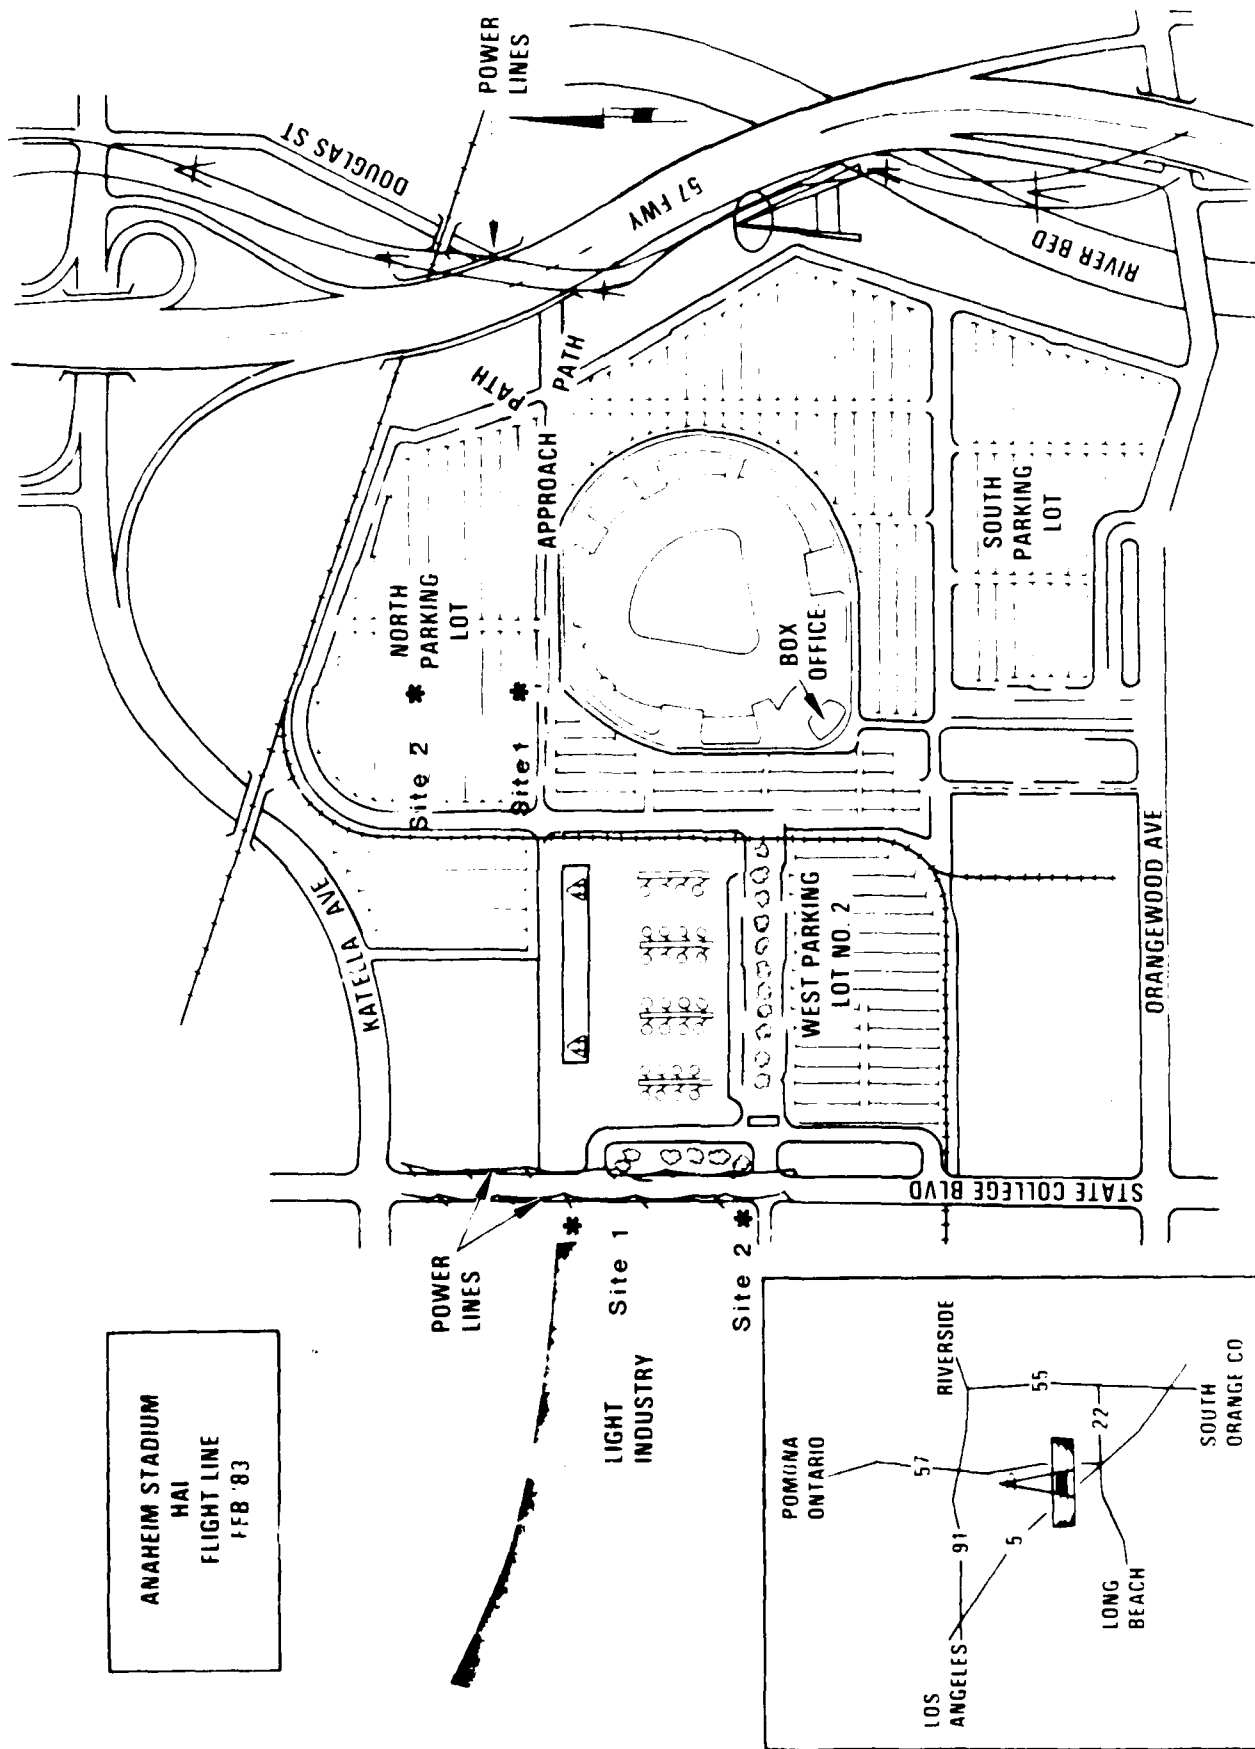 ANAHEIM STADIUM
HAI
FLIGHT LINE
FEB '83
POWER
LINES
LIGHT
INDUSTRY
Site 1
Site 2
KATELLA AVE
Site 2
Site 1
NORTH
PARKING
LOT
APPROACH
PATH
PATH
DOUGLAS ST
POWER
LINES
57 FWY
RIVER BED
BOX
OFFICE
SOUTH
PARKING
LOT
WEST PARKING
LOT NO. 2
ORANGEWOOD AVE
STATE COLLEGE BLVD
POMONA
ONTARIO
RIVERSIDE
57
55
91
5
22
LOS
ANGELES
LONG
BEACH
SOUTH
ORANGE CO